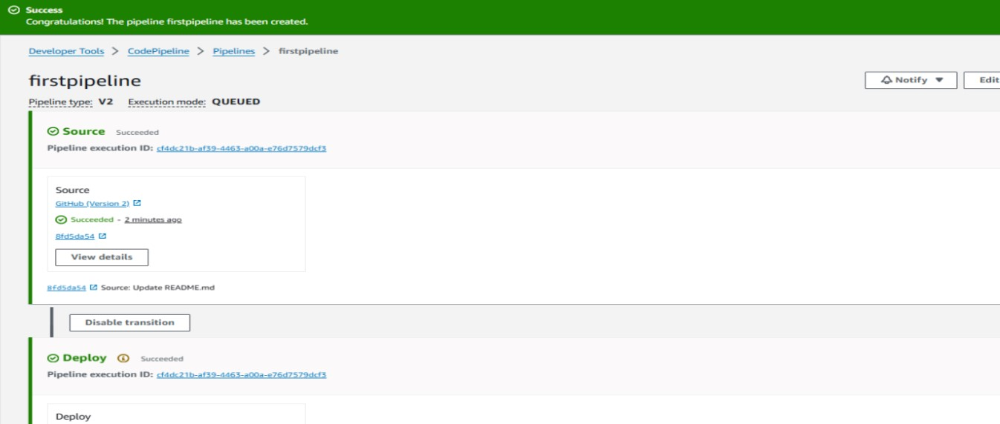 Success
Congratulations! The pipeline firstpipeline has been created.
Developer Tools > CodePipeline > Pipelines > firstpipeline
firstpipeline
Notify ▼ Edit
Pipeline type: V2 Execution mode: QUEUED
Source Succeeded
Pipeline execution ID: cf4dc21b-af39-4463-a00a-e76d7579dcf3
Source
GitHub (Version 2)
Succeeded - 2 minutes ago
8fd5da54
View details
8fd5da54 Source: Update README.md
Disable transition
Deploy Succeeded
Pipeline execution ID: cf4dc21b-af39-4463-a00a-e76d7579dcf3
Deploy